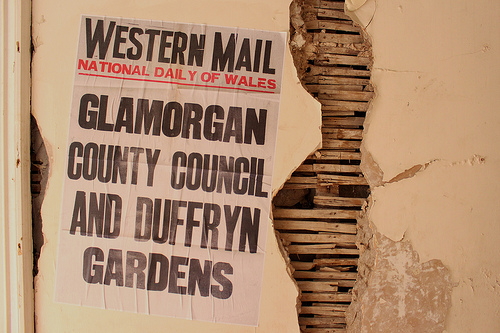 WESTERN MAIL
NATIONAL DAILY OF WALES
GLAMORGAN
COUNTY COUNCIL
AND DUFFRYN
GARDENS